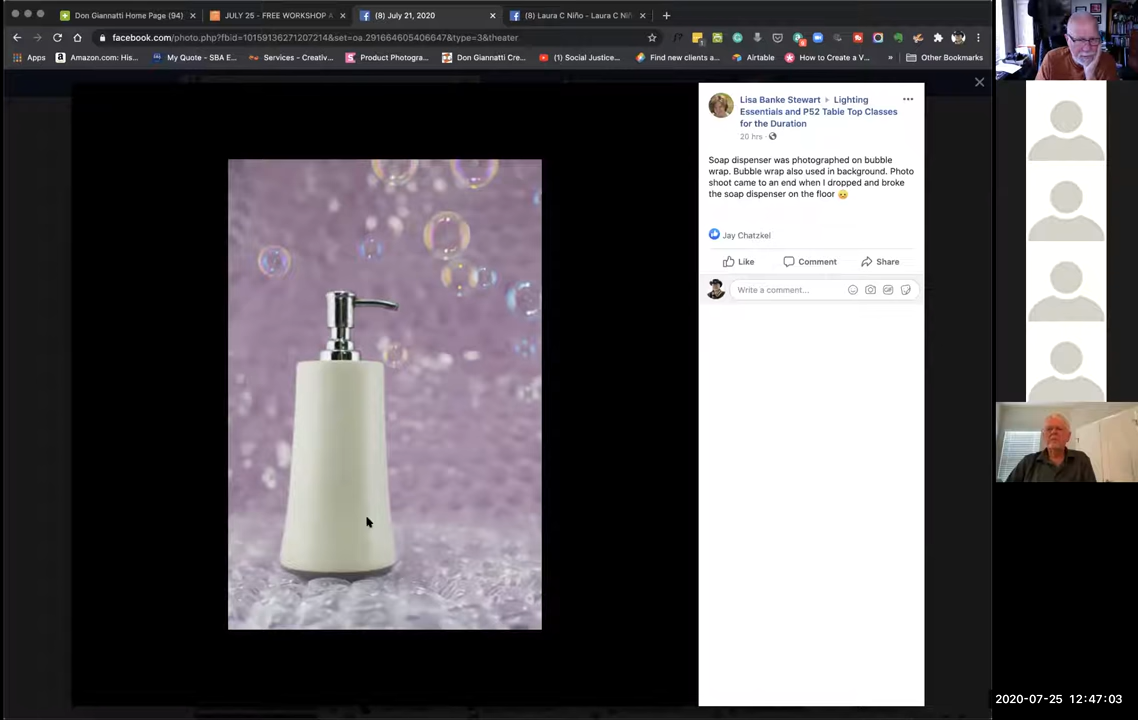 Don Giannatti Home Page (94)
JULY 25 - FREE WORKSHOP A
(8) July 21, 2020
(8) Laura C Niño - Laura C Niñ
facebook.com/photo.php?fbid=10159136271207214&set=oa.291664605406647&type=3&theater
Apps
Amazon.com: His...
My Quote - SBA E...
Services - Creativ...
Product Photogra...
Don Giannatti Cre...
(1) Social Justice...
Find new clients a...
Airtable
How to Create a V...
»
Other Bookmarks
Lisa Banke Stewart ▸ Lighting
Essentials and P52 Table Top Classes
for the Duration
20 hrs ·
Soap dispenser was photographed on bubble
wrap. Bubble wrap also used in background. Photo
shoot came to an end when I dropped and broke
the soap dispenser on the floor
Jay Chatzkel
Like
Comment
Share
Write a comment...
2020-07-25 12:47:03